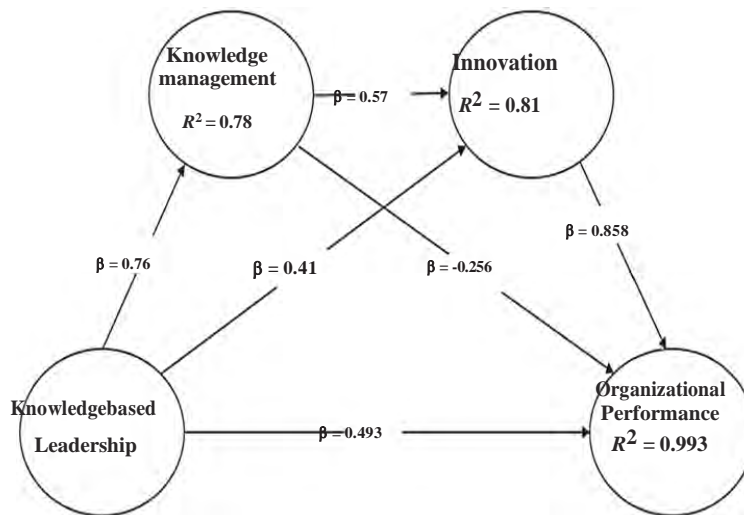 Knowledge
management
R² = 0.78
β = 0.57
Innovation
R² = 0.81
β = 0.76
β = 0.41
β = -0.256
β = 0.858
Knowledgebased
Leadership
β = 0.493
Organizational
Performance
R² = 0.993